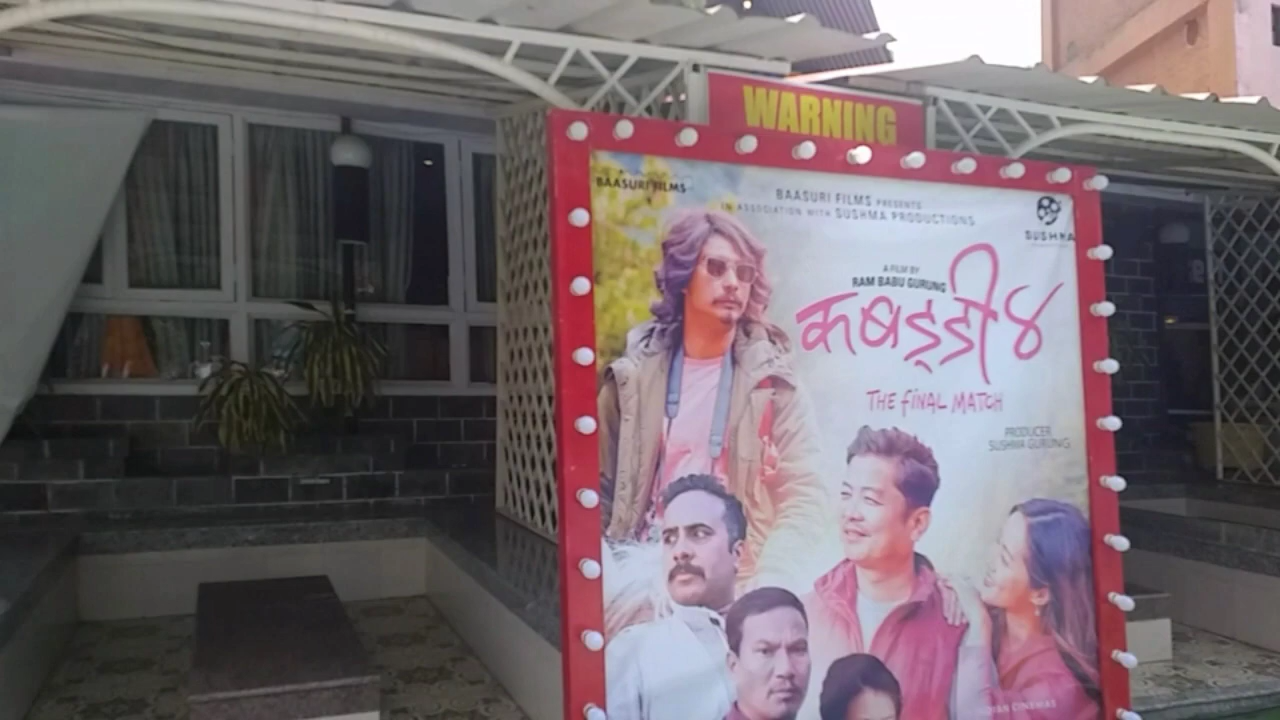 WARNING
BAASURI FILMS
BAASURI FILMS PRESENTS
IN ASSOCIATION WITH SUSHMA PRODUCTIONS
SUSHMA
A FILM BY
RAM BABU GURUNG
कबड्डी ४
THE FINAL MATCH
PRODUCER
SUSHMA GURUNG
CINEMAS